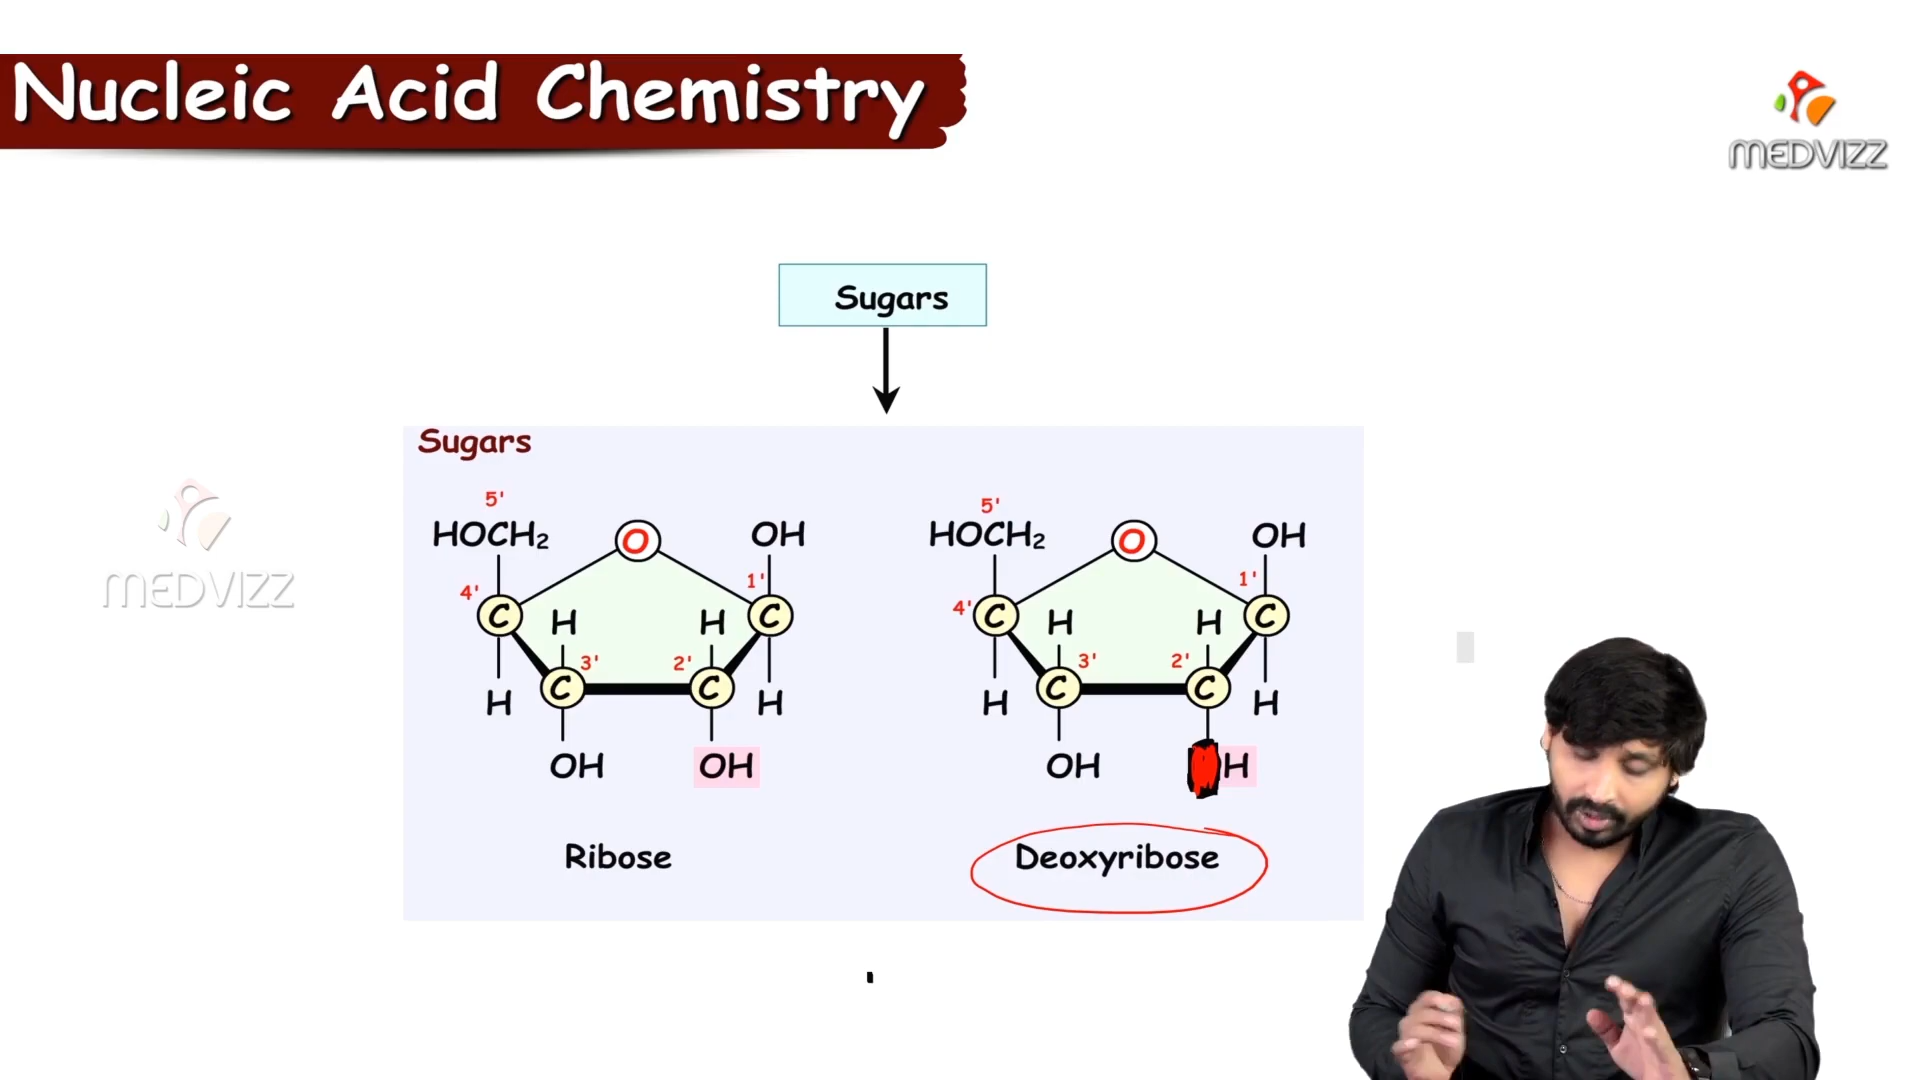 Nucleic Acid Chemistry
MEDVIZZ
Sugars
Sugars
5' 5'
HOCH₂ O OH HOCH₂ O OH
4' 1' 4' 1'
C H H C C H H C
3' 2' 3' 2'
H C C H H C C H
OH OH OH H
Ribose Deoxyribose
MEDVIZZ